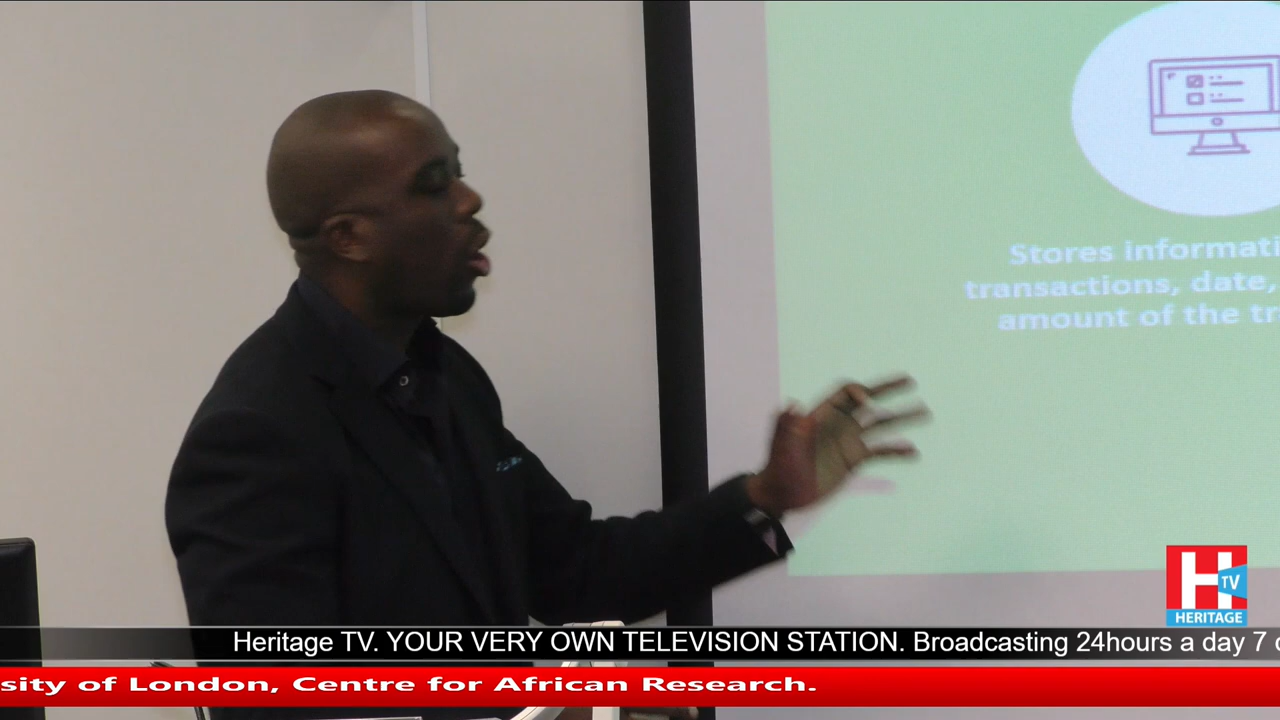 Stores informati
transactions, date,
amount of the tr
H
TV
HERITAGE
Heritage TV. YOUR VERY OWN TELEVISION STATION. Broadcasting 24hours a day 7
sity of London, Centre for African Research.